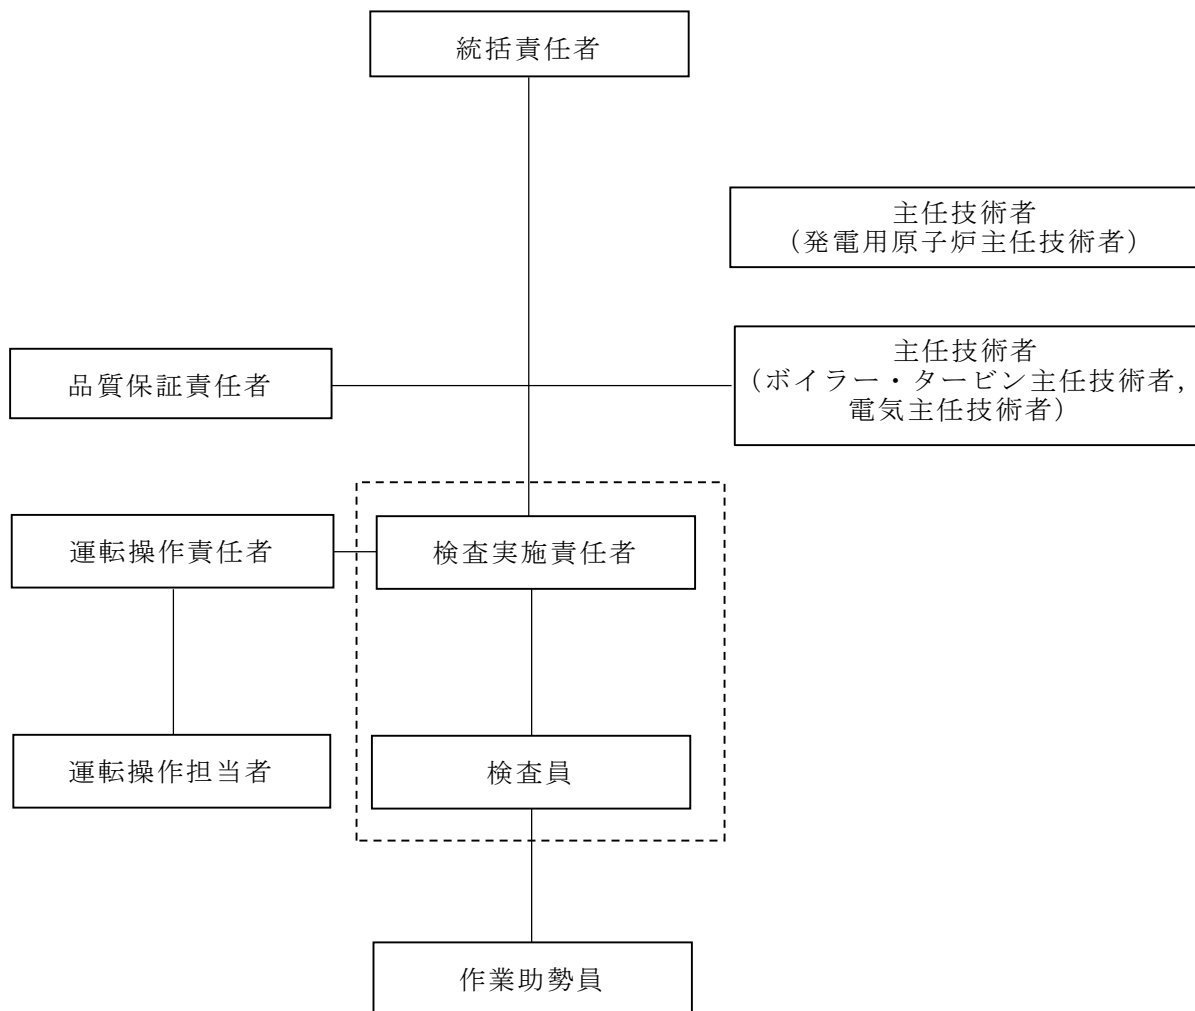 統括責任者
主任技術者
（発電用原子炉主任技術者）
品質保証責任者
主任技術者
（ボイラー・タービン主任技術者，
電気主任技術者）
運転操作責任者
検査実施責任者
運転操作担当者
検査員
作業助勢員